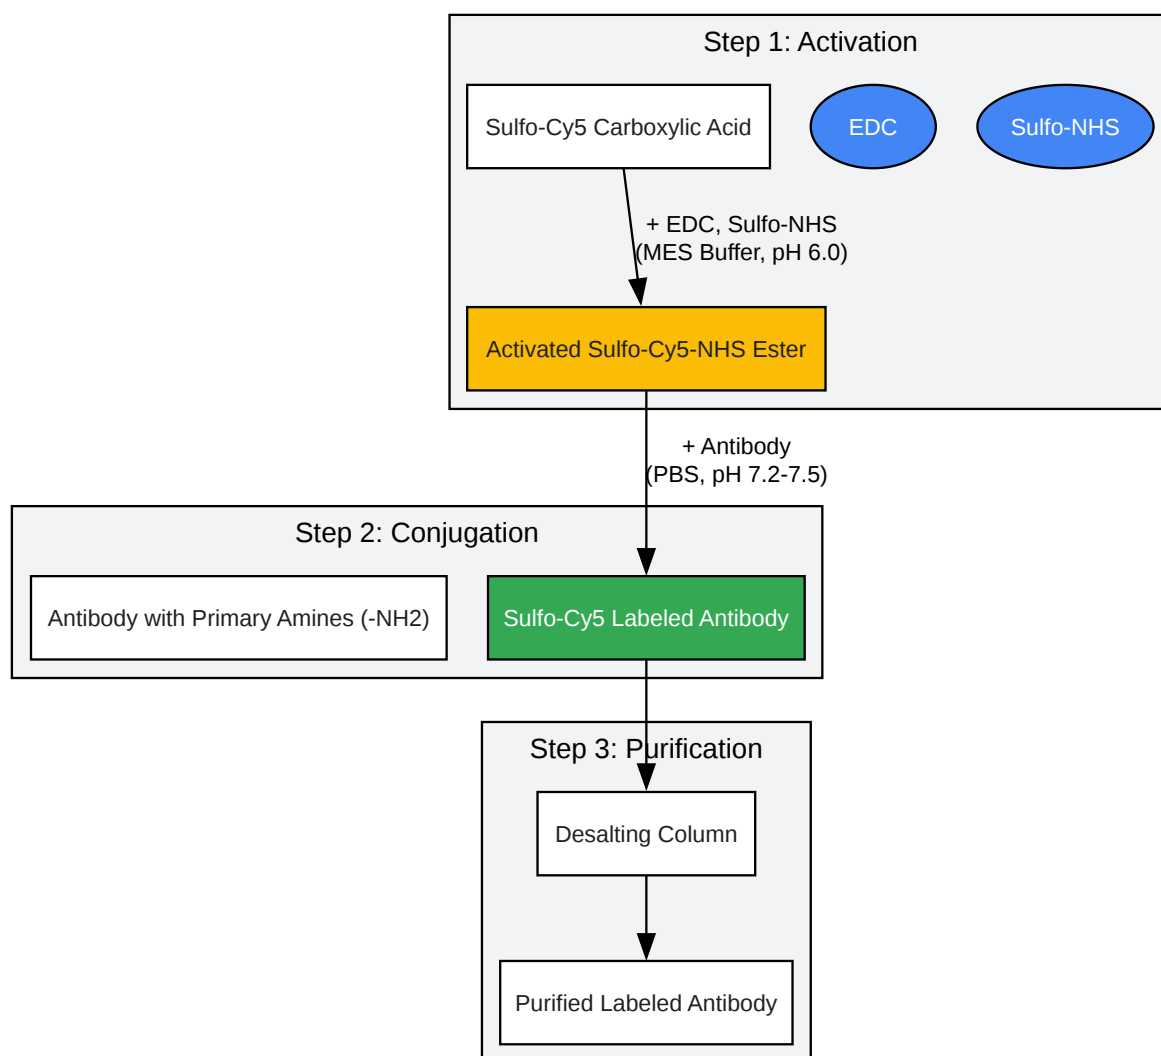 Step 1: Activation
Sulfo-Cy5 Carboxylic Acid
EDC
Sulfo-NHS
+ EDC, Sulfo-NHS
(MES Buffer, pH 6.0)
Activated Sulfo-Cy5-NHS Ester
+ Antibody
(PBS, pH 7.2-7.5)
Step 2: Conjugation
Antibody with Primary Amines (-NH2)
Sulfo-Cy5 Labeled Antibody
Step 3: Purification
Desalting Column
Purified Labeled Antibody